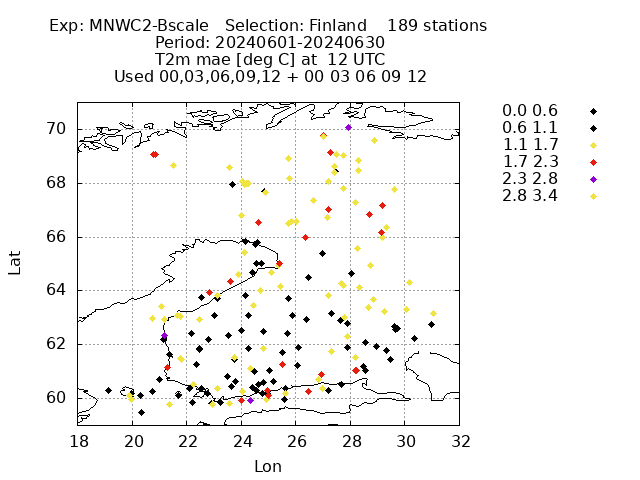 Exp: MNWC2-Bscale Selection: Finland 189 stations
Period: 20240601-20240630
T2m mae [deg C] at 12 UTC
Used 00,03,06,09,12 + 00 03 06 09 12
0.0 0.6
0.6 1.1
1.1 1.7
1.7 2.3
2.3 2.8
2.8 3.4
70
68
66
64
62
60
Lat
18 20 22 24 26 28 30 32
Lon